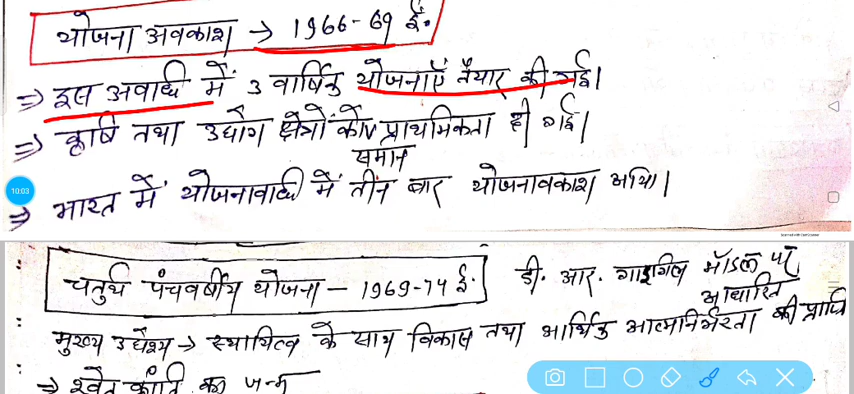 योजना अवकाश → 1966-69 ई.
⇒ इस अवधि में 3 वार्षिक योजनाएँ तैयार की गई।
⇒ कृषि तथा उद्योग क्षेत्रों को समान प्राथमिकता दी गई।
⇒ भारत में योजनावधि में तीन बार योजनावकाश आया।
10:03
चतुर्थ पंचवर्षीय योजना - 1969-74 ई. डी. आर. गाडगिल मॉडल पर आधारित
मुख्य उद्देश्य → स्थायित्व के साथ विकास तथा आर्थिक आत्मनिर्भरता की प्राप्ति
→ श्वेत क्रांति का जन्म